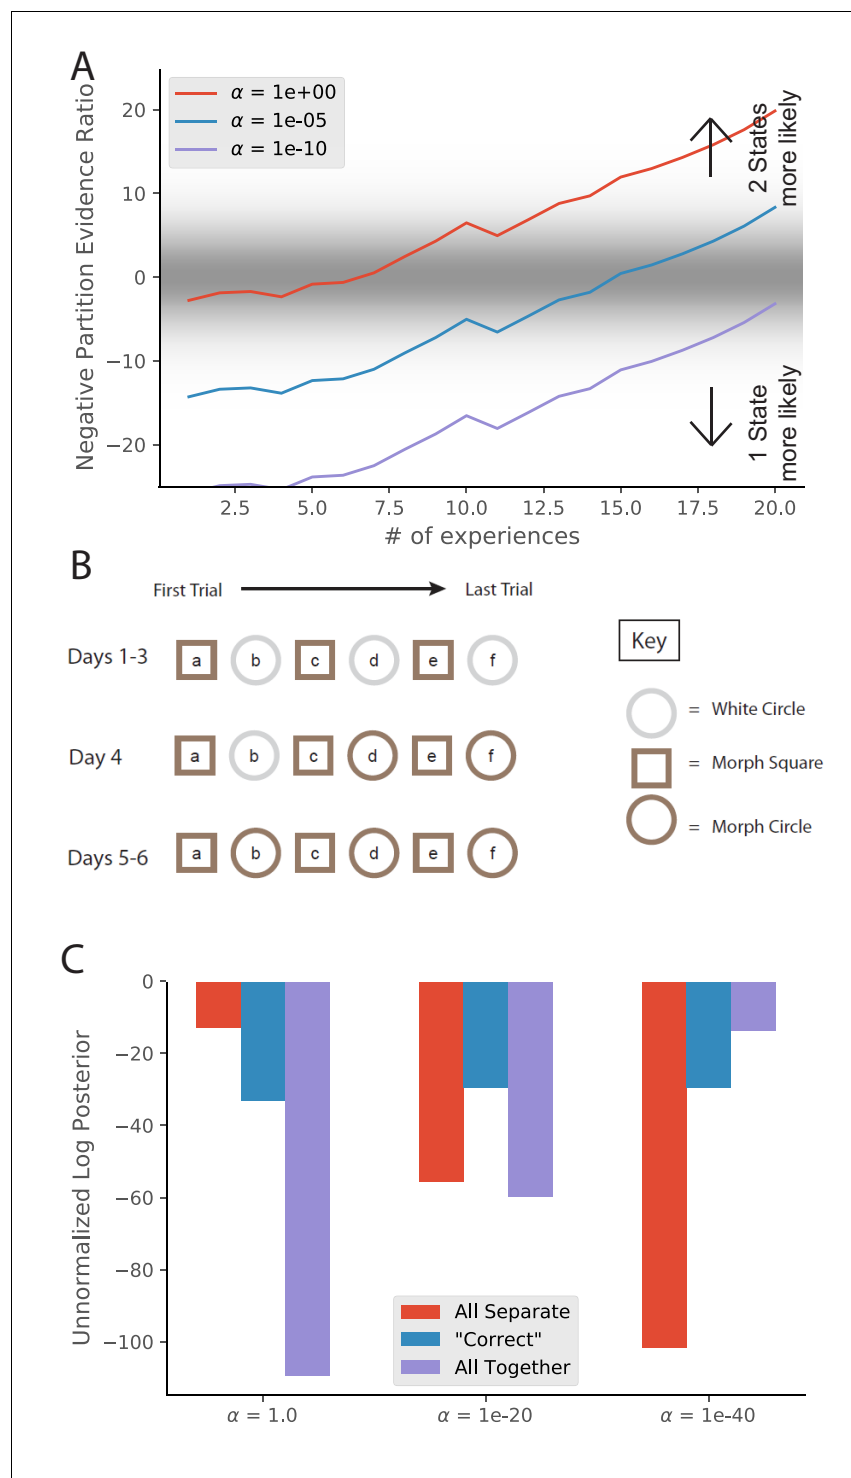 A
Negative Partition Evidence Ratio
20
10
0
−10
−20
α = 1e+00
α = 1e-05
α = 1e-10
2 States
more likely
1 State
more likely
2.5 5.0 7.5 10.0 12.5 15.0 17.5 20.0
# of experiences
B
First Trial Last Trial
Days 1-3 a b c d e f
Day 4 a b c d e f
Days 5-6 a b c d e f
Key
= White Circle
= Morph Square
= Morph Circle
C
Unnormalized Log Posterior
0
−20
−40
−60
−80
−100
All Separate
"Correct"
All Together
α = 1.0 α = 1e-20 α = 1e-40